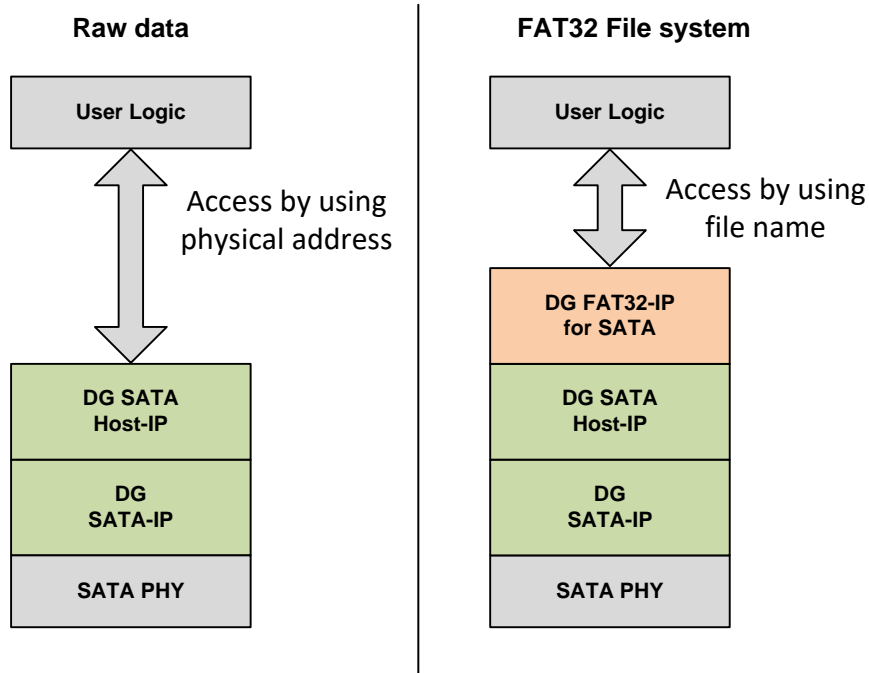 Raw data
User Logic
Access by using
physical address
DG SATA
Host-IP
DG
SATA-IP
SATA PHY
FAT32 File system
User Logic
Access by using
file name
DG FAT32-IP
for SATA
DG SATA
Host-IP
DG
SATA-IP
SATA PHY